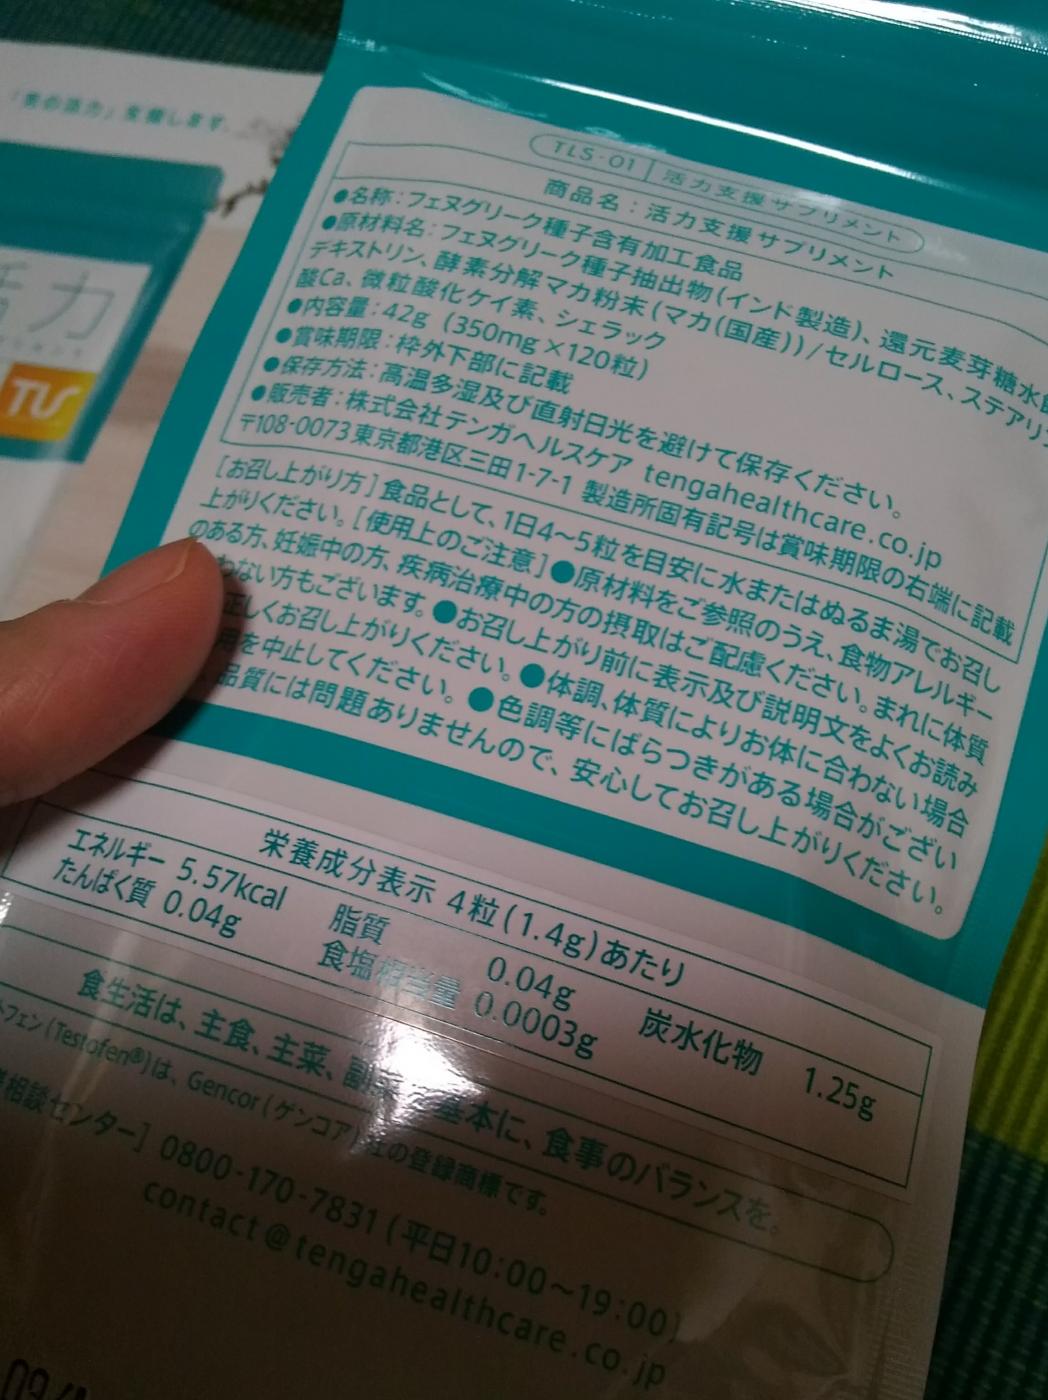 「男の活力」支援します。
活力
TLS
TLS-01 | 活力支援サプリメント
商品名：活力支援サプリメント
●名称：フェヌグリーク種子含有加工食品
●原材料名：フェヌグリーク種子抽出物(インド製造)、還元麦芽糖水飴
デキストリン、酵素分解マカ粉末(マカ(国産))/セルロース、ステアリン
酸Ca、微粒酸化ケイ素、シェラック
●内容量：42g（350mg×120粒）
●賞味期限：枠外下部に記載
●保存方法：高温多湿及び直射日光を避けて保存ください。
●販売者：株式会社テンガヘルスケア tengahealthcare.co.jp
〒108-0073東京都港区三田1-7-1 製造所固有記号は賞味期限の右端に記載
［お召し上がり方］食品として、1日4～5粒を目安に水またはぬるま湯でお召し
上がりください。［使用上のご注意］●原材料をご参照のうえ、食物アレルギー
のある方、妊娠中の方、疾病治療中の方の摂取はご配慮ください。まれに体質
わない方もございます。●お召し上がり前に表示及び説明文をよくお読み
正しくお召し上がりください。●体調、体質によりお体に合わない場合
用を中止してください。●色調等にばらつきがある場合がござい
品質には問題ありませんので、安心してお召し上がりください。
栄養成分表示 4粒(1.4g)あたり
エネルギー 5.57kcal 脂質 0.04g 炭水化物 1.25g
たんぱく質 0.04g 食塩相当量 0.0003g
食生活は、主食、主菜、副菜を基本に、食事のバランスを。
フェン(Testofen®)は、Gencor(ゲンコア)社の登録商標です。
相談センター］0800-170-7831(平日10:00～19:00)
contact@tengahealthcare.co.jp